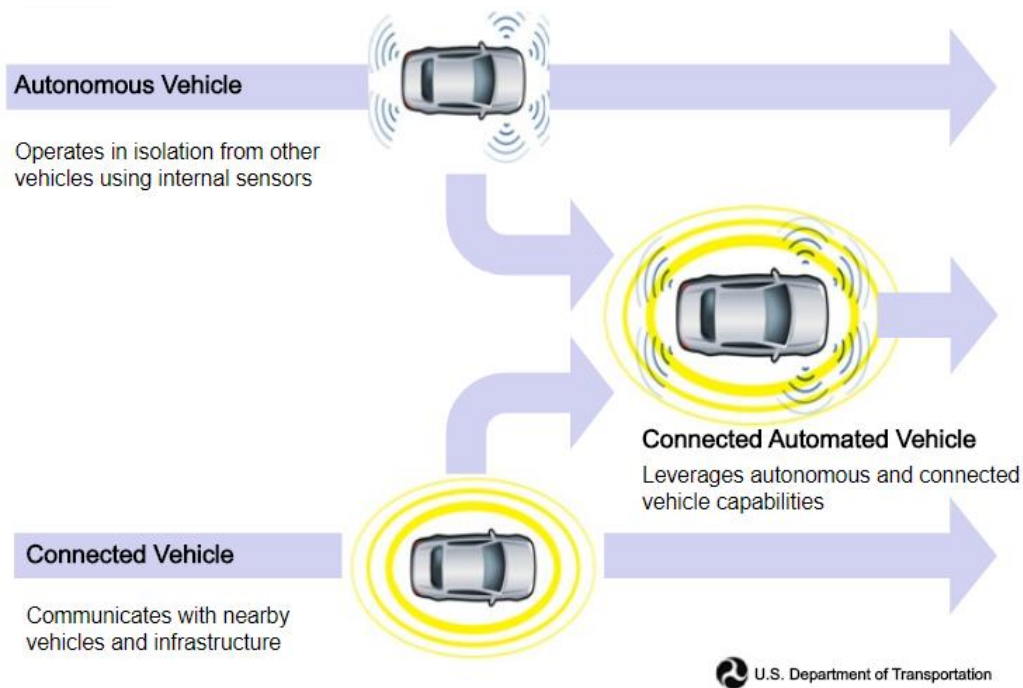 Autonomous Vehicle
Operates in isolation from other
vehicles using internal sensors
Connected Automated Vehicle
Leverages autonomous and connected
vehicle capabilities
Connected Vehicle
Communicates with nearby
vehicles and infrastructure
U.S. Department of Transportation